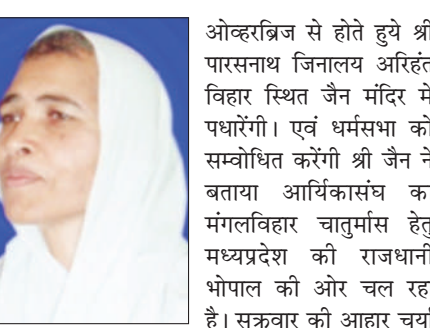 ओव्हरब्रिज से होते हुये श्री
पारसनाथ जिनालय अरिहंत
विहार स्थित जैन मंदिर में
पधारेंगी। एवं धर्मसभा को
सम्वोधित करेंगी श्री जैन ने
बताया आर्यिकासंघ का
मंगलविहार चातुर्मास हेतु
मध्यप्रदेश की राजधानी
भोपाल की ओर चल रहा
है। सुक्रवार की आहार चर्या